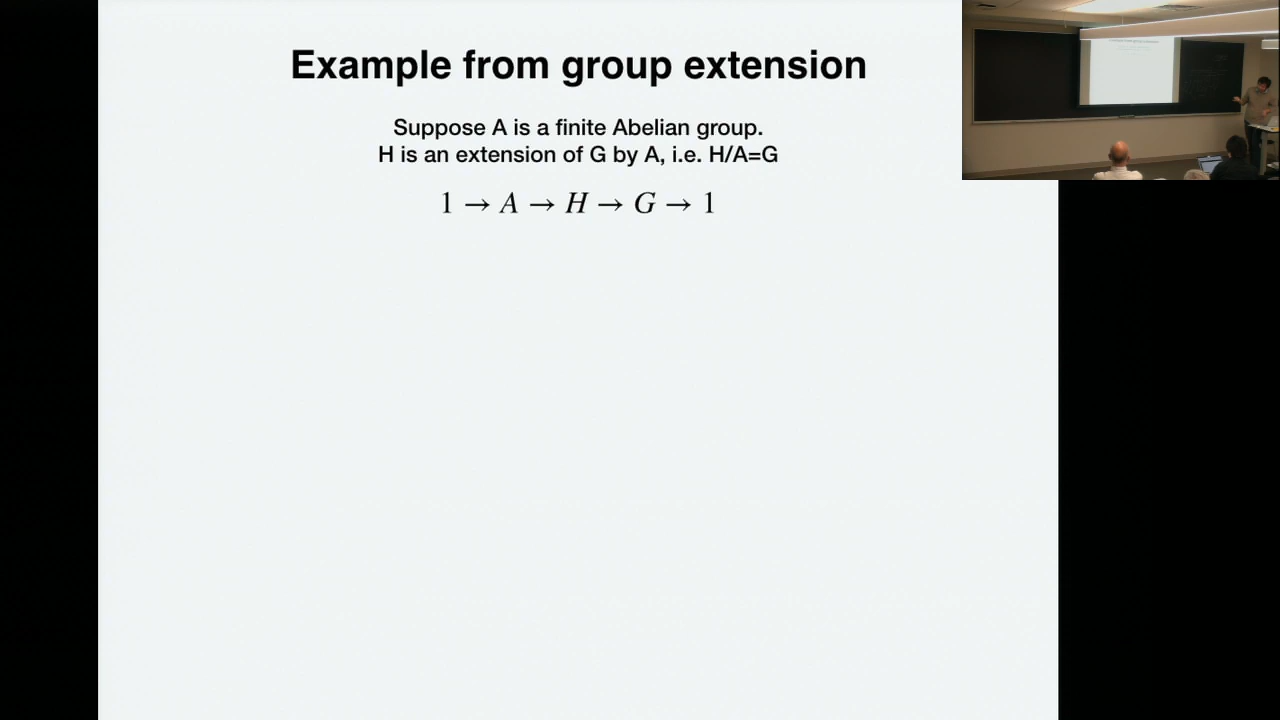 Example from group extension
Suppose A is a finite Abelian group.
H is an extension of G by A, i.e. H/A=G
1 → A → H → G → 1